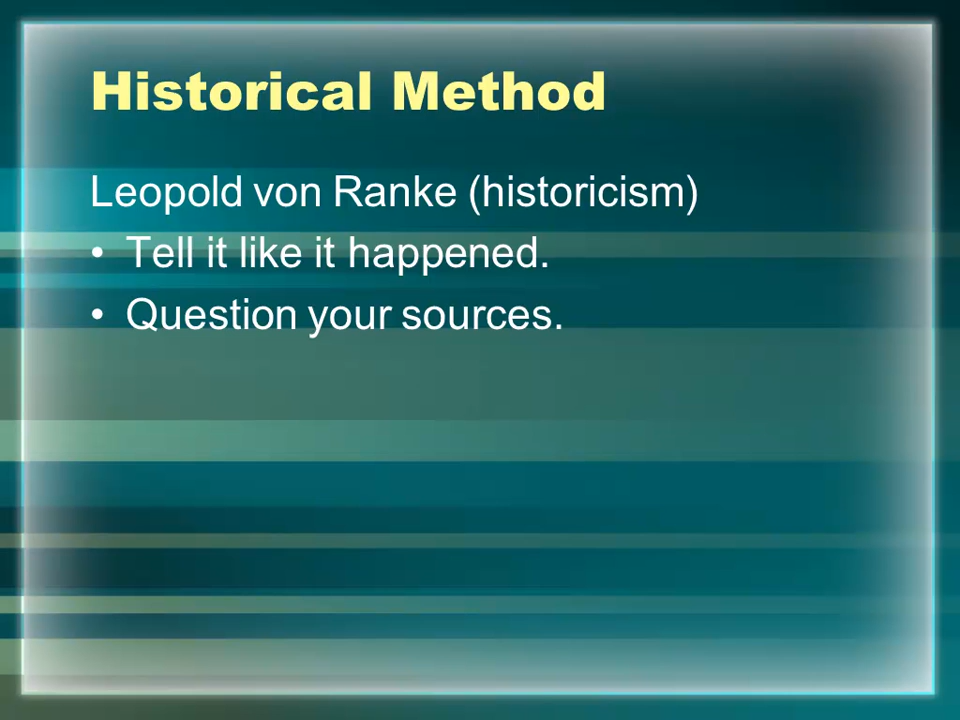 Historical Method
Leopold von Ranke (historicism)
• Tell it like it happened.
• Question your sources.